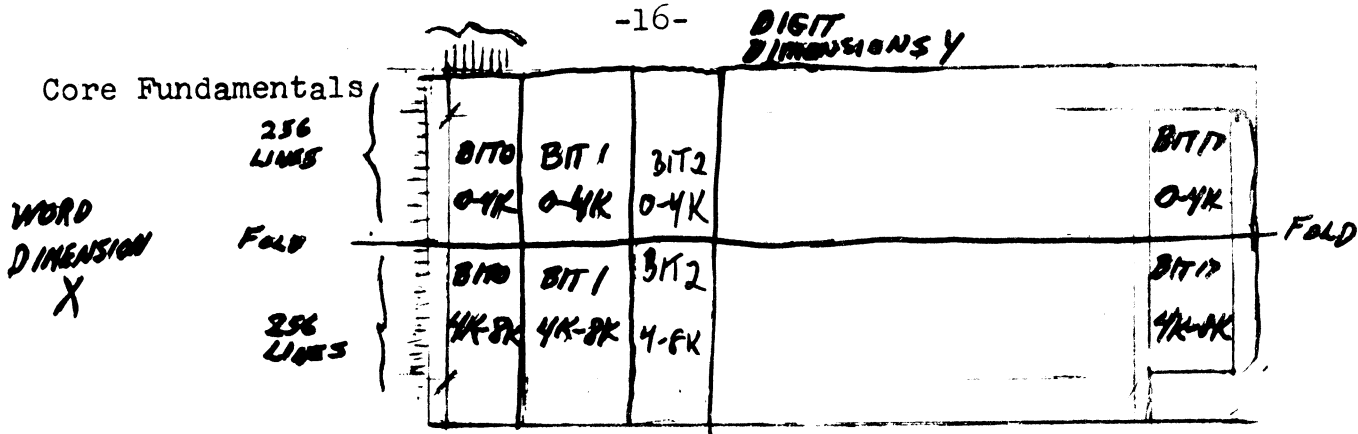 -16-
DIGIT
DIMENSIONS Y
Core Fundamentals
256
LINES
BIT 0
BIT 1
BIT 2
BIT 17
0-4K
0-4K
0-4K
0-4K
WORD
DIMENSION
X
FOLD
FOLD
BIT 0
BIT 1
BIT 2
BIT 17
256
LINES
4K-8K
4K-8K
4-8K
4K-8K